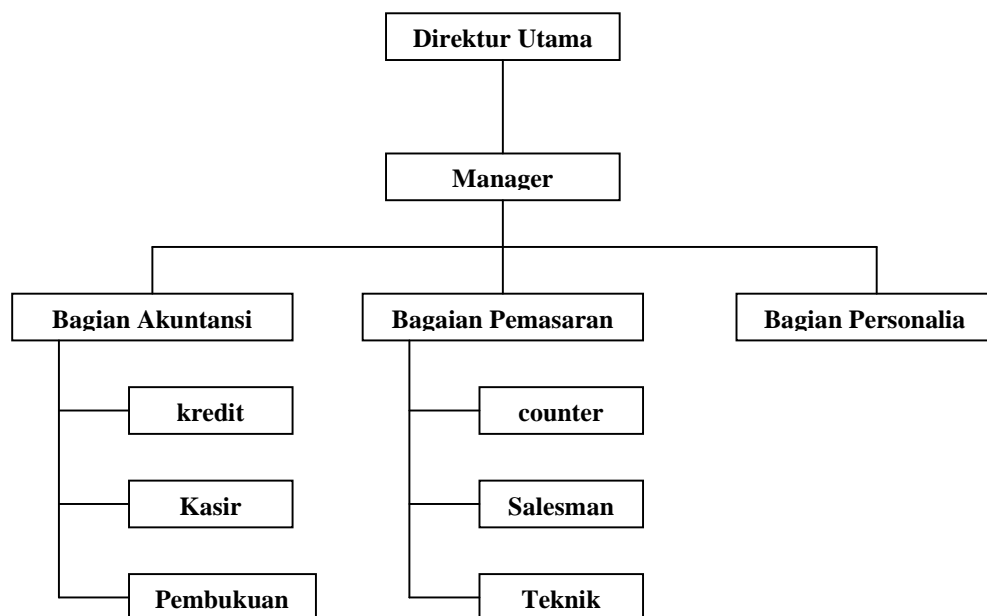 Direktur Utama
Manager
Bagian Akuntansi
Bagaian Pemasaran
Bagian Personalia
kredit
counter
Kasir
Salesman
Pembukuan
Teknik